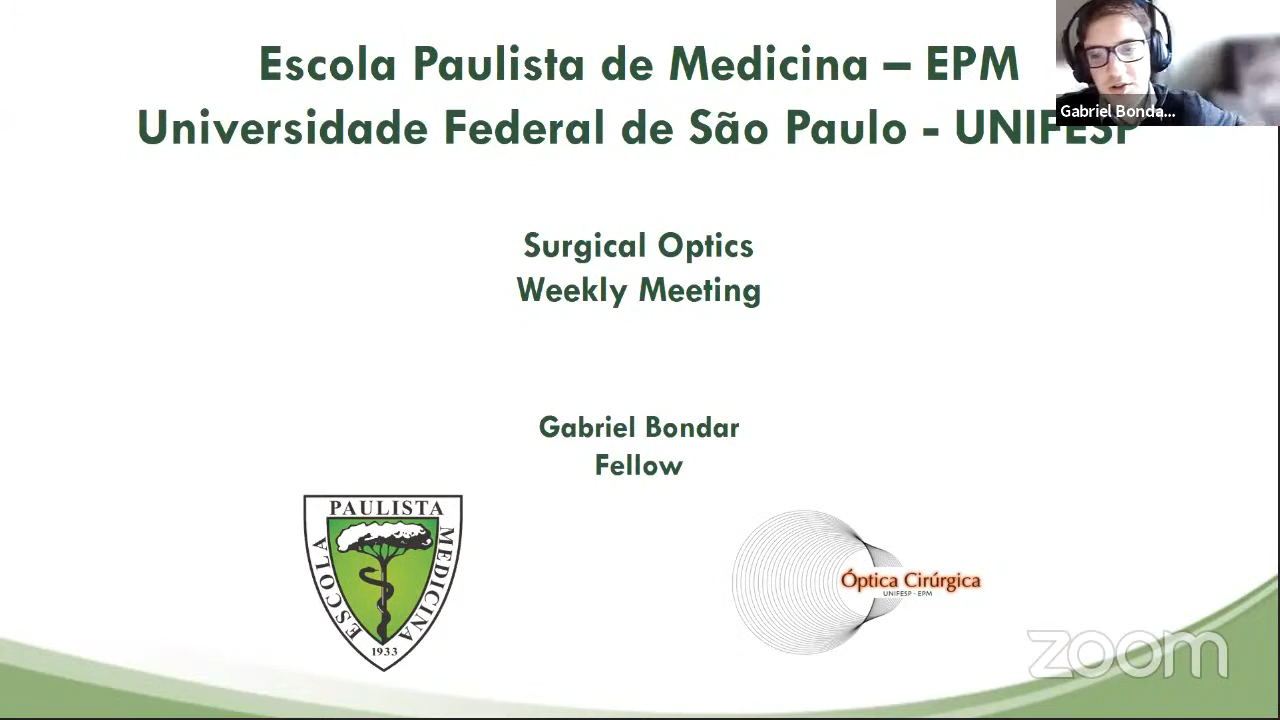 Escola Paulista de Medicina – EPM
Universidade Federal de São Paulo - UNIFESP
Gabriel Bonda...
Surgical Optics
Weekly Meeting
Gabriel Bondar
Fellow
PAULISTA
ESCOLA
MEDICINA
1933
Óptica Cirúrgica
UNIFESP - EPM
zoom